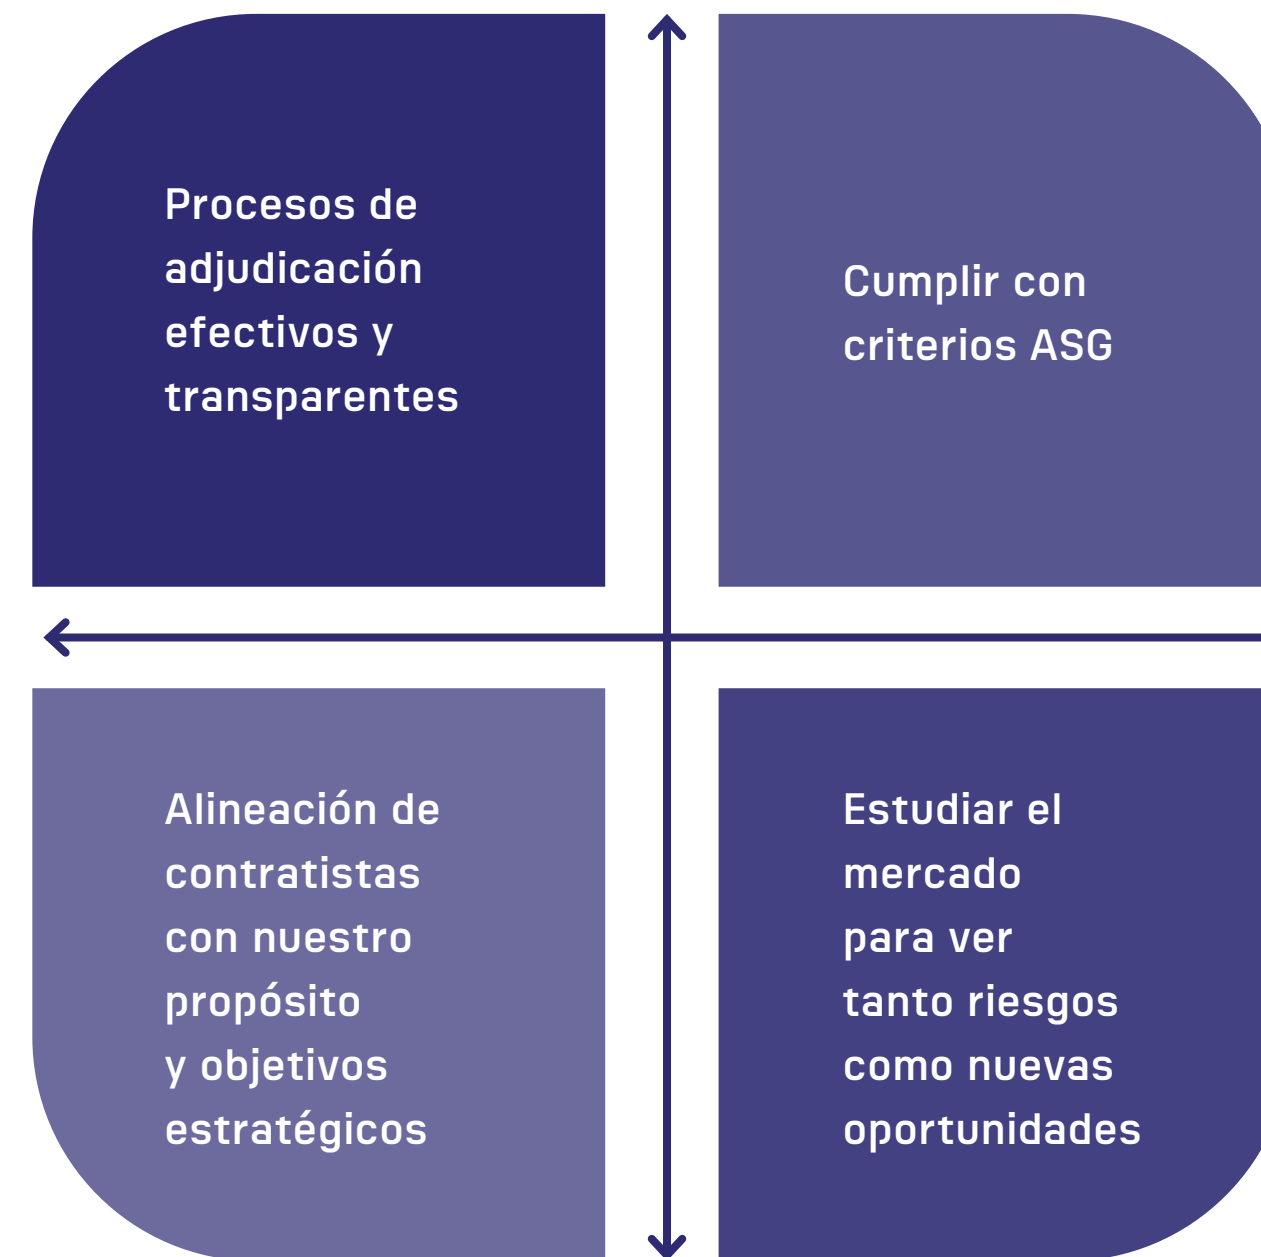 Procesos de
adjudicación
efectivos y
transparentes
Cumplir con
criterios ASG
Alineación de
contratistas
con nuestro
propósito
y objetivos
estratégicos
Estudiar el
mercado
para ver
tanto riesgos
como nuevas
oportunidades